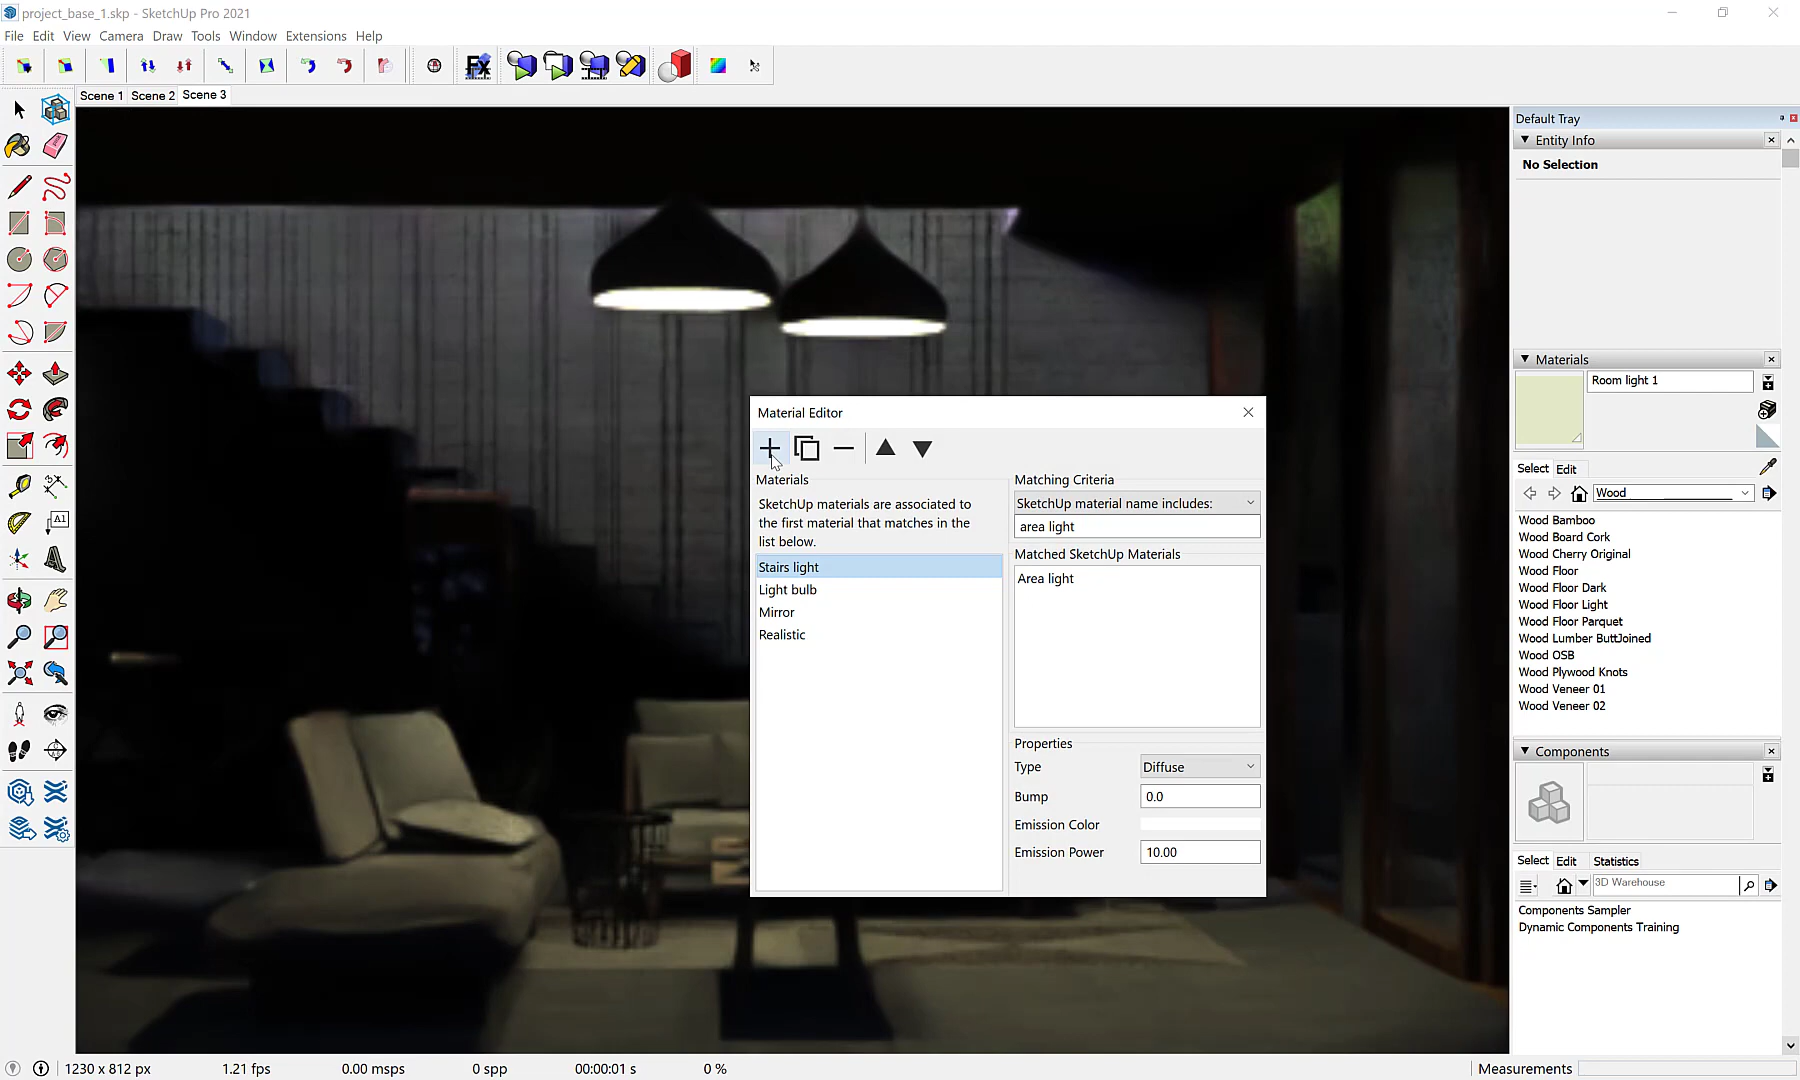 project_base_1.skp - SketchUp Pro 2021
File Edit View Camera Draw Tools Window Extensions Help
FX
Scene 1 Scene 2 Scene 3
Default Tray
Entity Info
No Selection
Materials
Room light 1
Select Edit
Wood
Wood Bamboo
Wood Board Cork
Wood Cherry Original
Wood Floor
Wood Floor Dark
Wood Floor Light
Wood Floor Parquet
Wood Lumber ButtJoined
Wood OSB
Wood Plywood Knots
Wood Veneer 01
Wood Veneer 02
Components
Select Edit Statistics
3D Warehouse
Components Sampler
Dynamic Components Training
A1
Material Editor
Materials
SketchUp materials are associated to
the first material that matches in the
list below.
Stairs light
Light bulb
Mirror
Realistic
Matching Criteria
SketchUp material name includes:
area light
Matched SketchUp Materials
Area light
Properties
Type Diffuse
Bump 0.0
Emission Color
Emission Power 10.00
1230 x 812 px 1.21 fps 0.00 msps 0 spp 00:00:01 s 0 %
Measurements